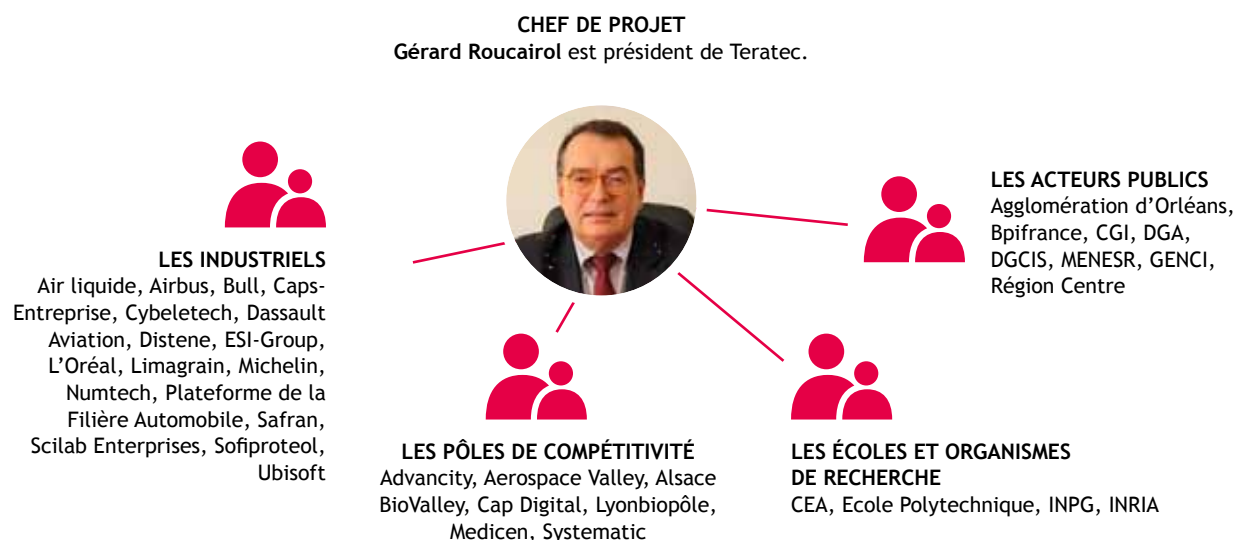 CHEF DE PROJET
Gérard Roucairol est président de Teratec.
LES INDUSTRIELS
Air liquide, Airbus, Bull, Caps-
Entreprise, Cybeletech, Dassault
Aviation, Distene, ESI-Group,
L’Oréal, Limagrain, Michelin,
Numtech, Plateforme de la
Filière Automobile, Safran,
Scilab Enterprises, Sofiproteol,
Ubisoft
LES PÔLES DE COMPÉTITIVITÉ
Advancity, Aerospace Valley, Alsace
BioValley, Cap Digital, Lyonbiopôle,
Medicen, Systematic
LES ÉCOLES ET ORGANISMES
DE RECHERCHE
CEA, Ecole Polytechnique, INPG, INRIA
LES ACTEURS PUBLICS
Agglomération d’Orléans,
Bpifrance, CGI, DGA,
DGCIS, MENESR, GENCI,
Région Centre